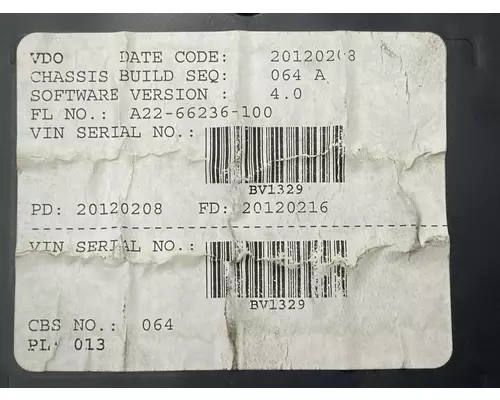 VDO DATE CODE: 20120208
CHASSIS BUILD SEQ: 064 A
SOFTWARE VERSION : 4.0
FL NO.: A22-66236-100
VIN SERIAL NO.:
BV1329
PD: 20120208 FD: 20120216
VIN SERIAL NO.:
BV1329
CBS NO.: 064
PL: 013